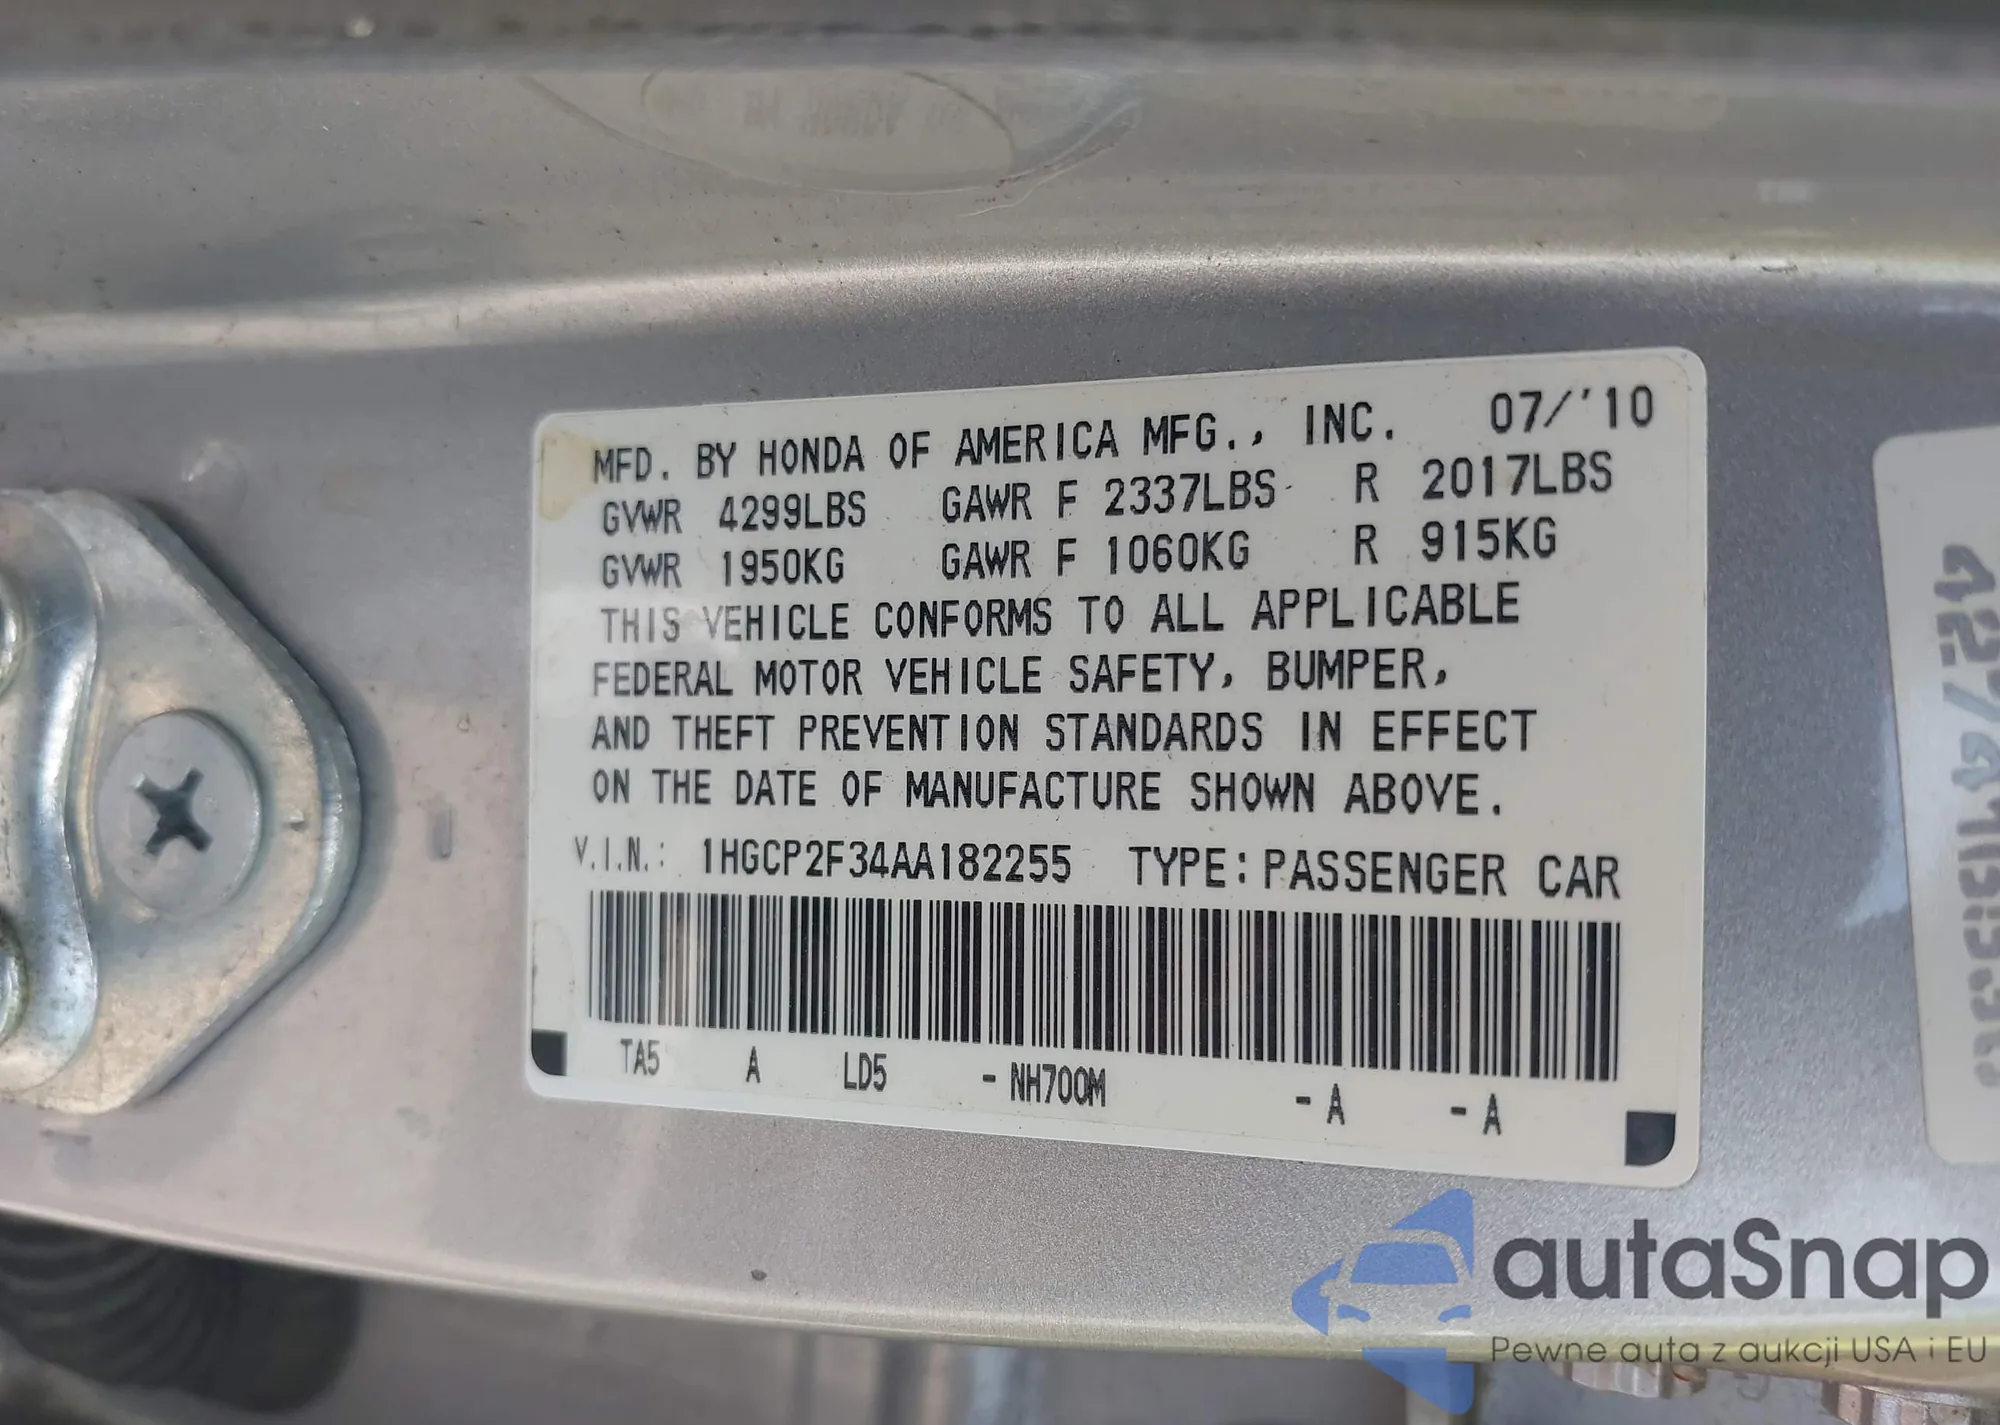 MFD. BY HONDA OF AMERICA MFG., INC. 07/'10
GVWR 4299LBS GAWR F 2337LBS R 2017LBS
GVWR 1950KG GAWR F 1060KG R 915KG
THIS VEHICLE CONFORMS TO ALL APPLICABLE
FEDERAL MOTOR VEHICLE SAFETY, BUMPER,
AND THEFT PREVENTION STANDARDS IN EFFECT
ON THE DATE OF MANUFACTURE SHOWN ABOVE.
V.I.N.: 1HGCP2F34AA182255 TYPE: PASSENGER CAR
TA5 A LD5 - NH700M - A - A
autaSnap
Pewne auta z aukcji USA i EU